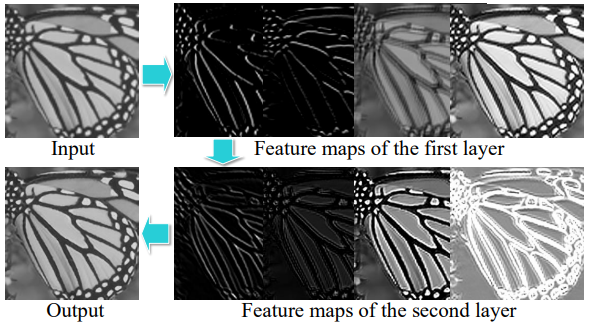 Input
Feature maps of the first layer
Output
Feature maps of the second layer